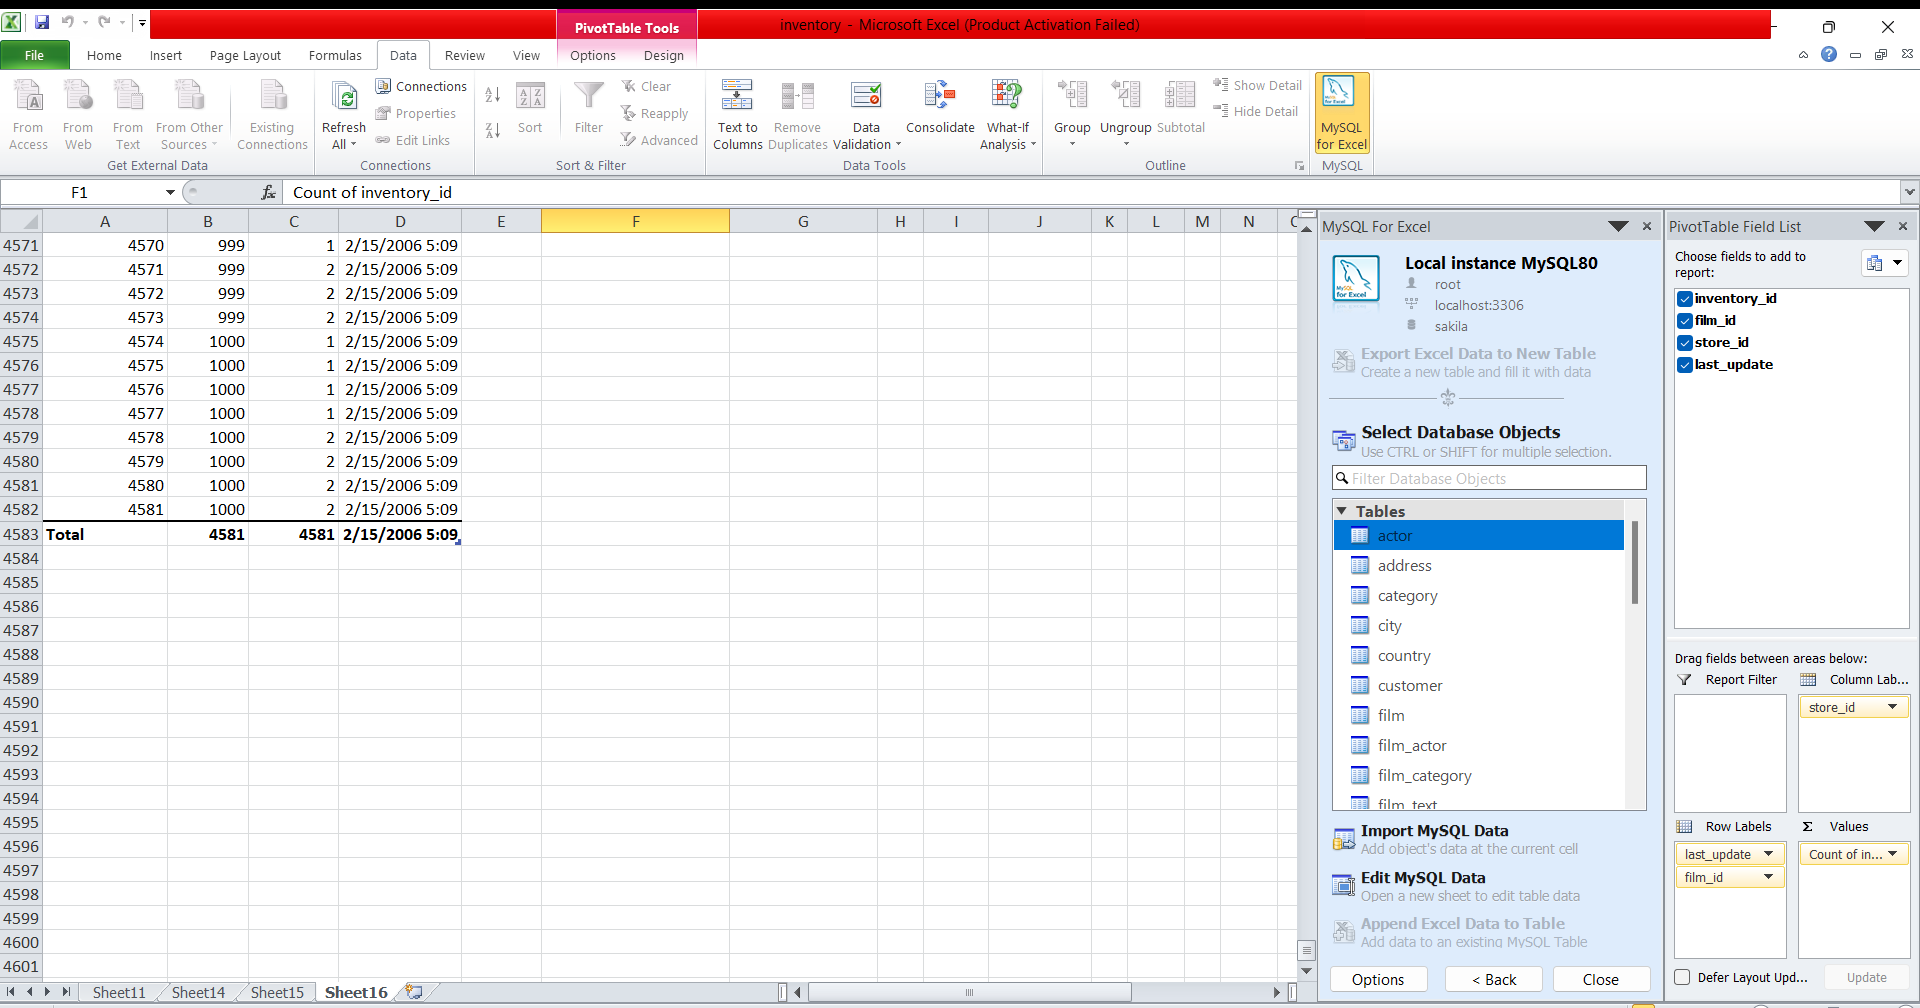 PivotTable Tools
inventory - Microsoft Excel (Product Activation Failed)
File Home Insert Page Layout Formulas Data Review View Options Design
From Access
From Web
From Text
From Other Sources
Existing Connections
Get External Data
Refresh All
Connections
Properties
Edit Links
Connections
Sort
Filter
Clear
Reapply
Advanced
Sort & Filter
Text to Columns
Remove Duplicates
Data Validation
Consolidate
What-If Analysis
Data Tools
Group
Ungroup
Subtotal
Show Detail
Hide Detail
Outline
MySQL for Excel
MySQL
F1 fx Count of inventory_id
A B C D E F G H I J K L M N
4571 4570 999 1 2/15/2006 5:09
4572 4571 999 2 2/15/2006 5:09
4573 4572 999 2 2/15/2006 5:09
4574 4573 999 2 2/15/2006 5:09
4575 4574 1000 1 2/15/2006 5:09
4576 4575 1000 1 2/15/2006 5:09
4577 4576 1000 1 2/15/2006 5:09
4578 4577 1000 1 2/15/2006 5:09
4579 4578 1000 2 2/15/2006 5:09
4580 4579 1000 2 2/15/2006 5:09
4581 4580 1000 2 2/15/2006 5:09
4582 4581 1000 2 2/15/2006 5:09
4583 Total 4581 4581 2/15/2006 5:09
4584
4585
4586
4587
4588
4589
4590
4591
4592
4593
4594
4595
4596
4597
4598
4599
4600
4601
Sheet11 Sheet14 Sheet15 Sheet16
MySQL For Excel
MySQL for Excel
Local instance MySQL80
root
localhost:3306
sakila
Export Excel Data to New Table
Create a new table and fill it with data
Select Database Objects
Use CTRL or SHIFT for multiple selection.
Filter Database Objects
Tables
actor
address
category
city
country
customer
film
film_actor
film_category
film_text
Import MySQL Data
Add object's data at the current cell
Edit MySQL Data
Open a new sheet to edit table data
Append Excel Data to Table
Add data to an existing MySQL Table
Options < Back Close
PivotTable Field List
Choose fields to add to report:
inventory_id
film_id
store_id
last_update
Drag fields between areas below:
Report Filter
Column Lab...
store_id
Row Labels
Σ Values
last_update
film_id
Count of in...
Defer Layout Upd...
Update